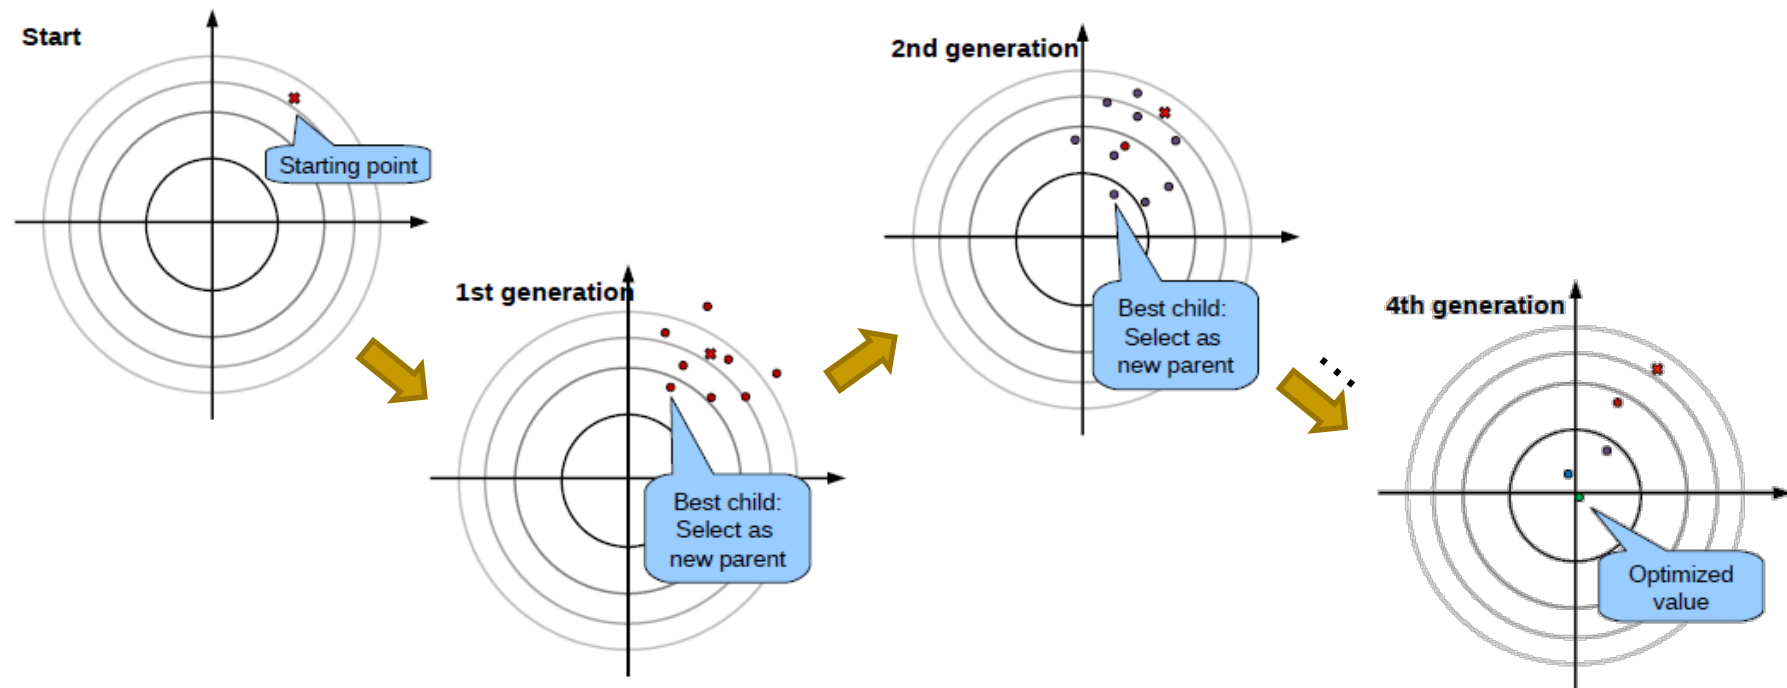 Start
Starting point
1st generation
Best child:
Select as
new parent
2nd generation
Best child:
Select as
new parent
4th generation
Optimized
value